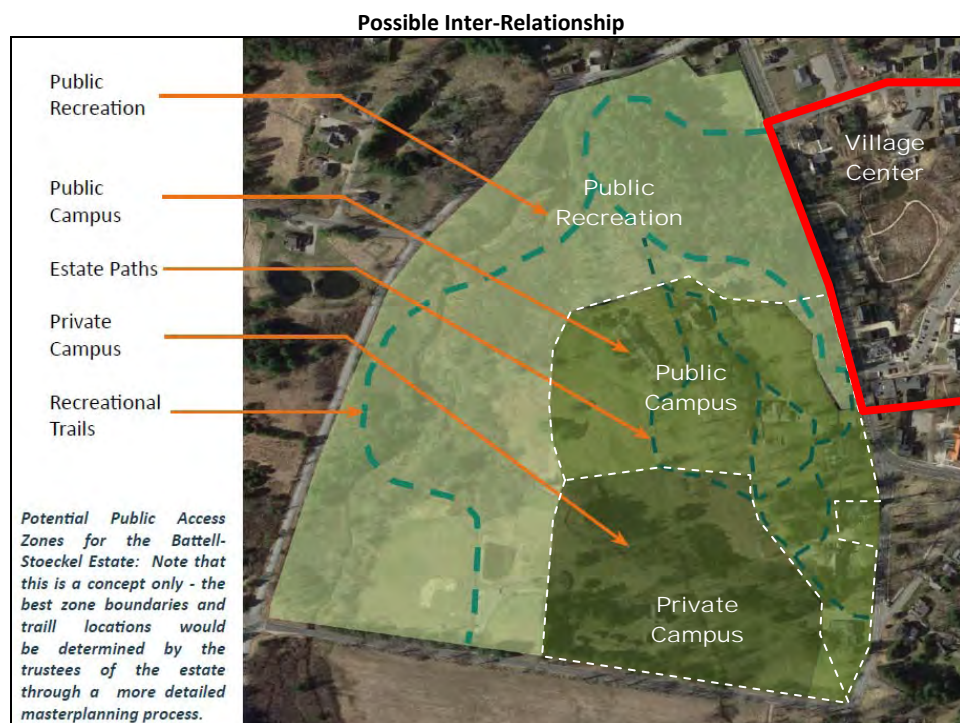 Possible Inter-Relationship
Public
Recreation
Public
Campus
Estate Paths
Private
Campus
Recreational
Trails
Potential Public Access
Zones for the Battell-
Stoeckel Estate: Note that
this is a concept only - the
best zone boundaries and
traill locations would
be determined by the
trustees of the estate
through a more detailed
masterplanning process.
Village
Center
Public
Recreation
Public
Campus
Private
Campus